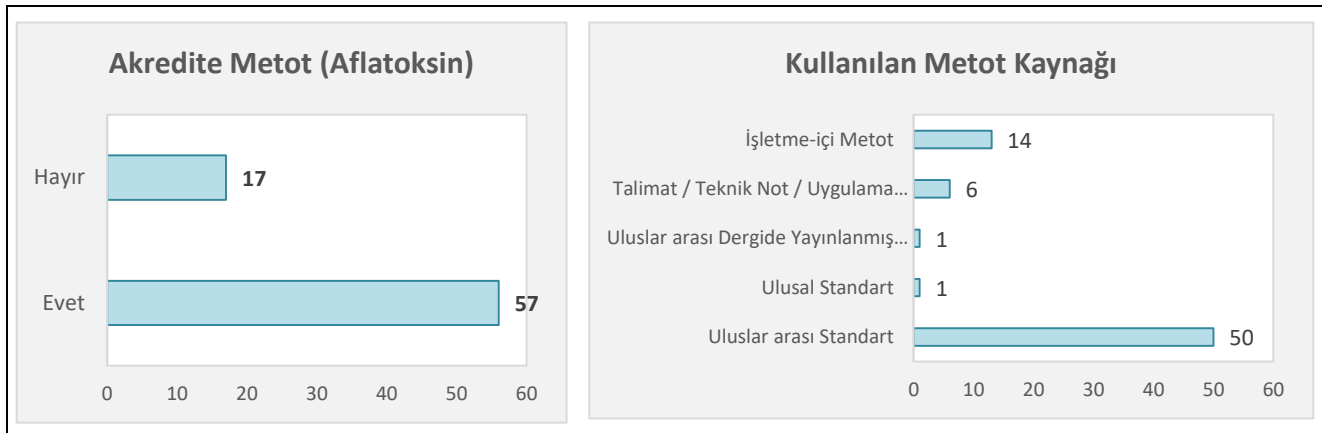 Akredite Metot (Aflatoksin)
Hayır
17
Evet
57
0 10 20 30 40 50 60
Kullanılan Metot Kaynağı
İşletme-içi Metot
14
Talimat / Teknik Not / Uygulama...
6
Uluslar arası Dergide Yayınlanmış...
1
Ulusal Standart
1
Uluslar arası Standart
50
0 10 20 30 40 50 60